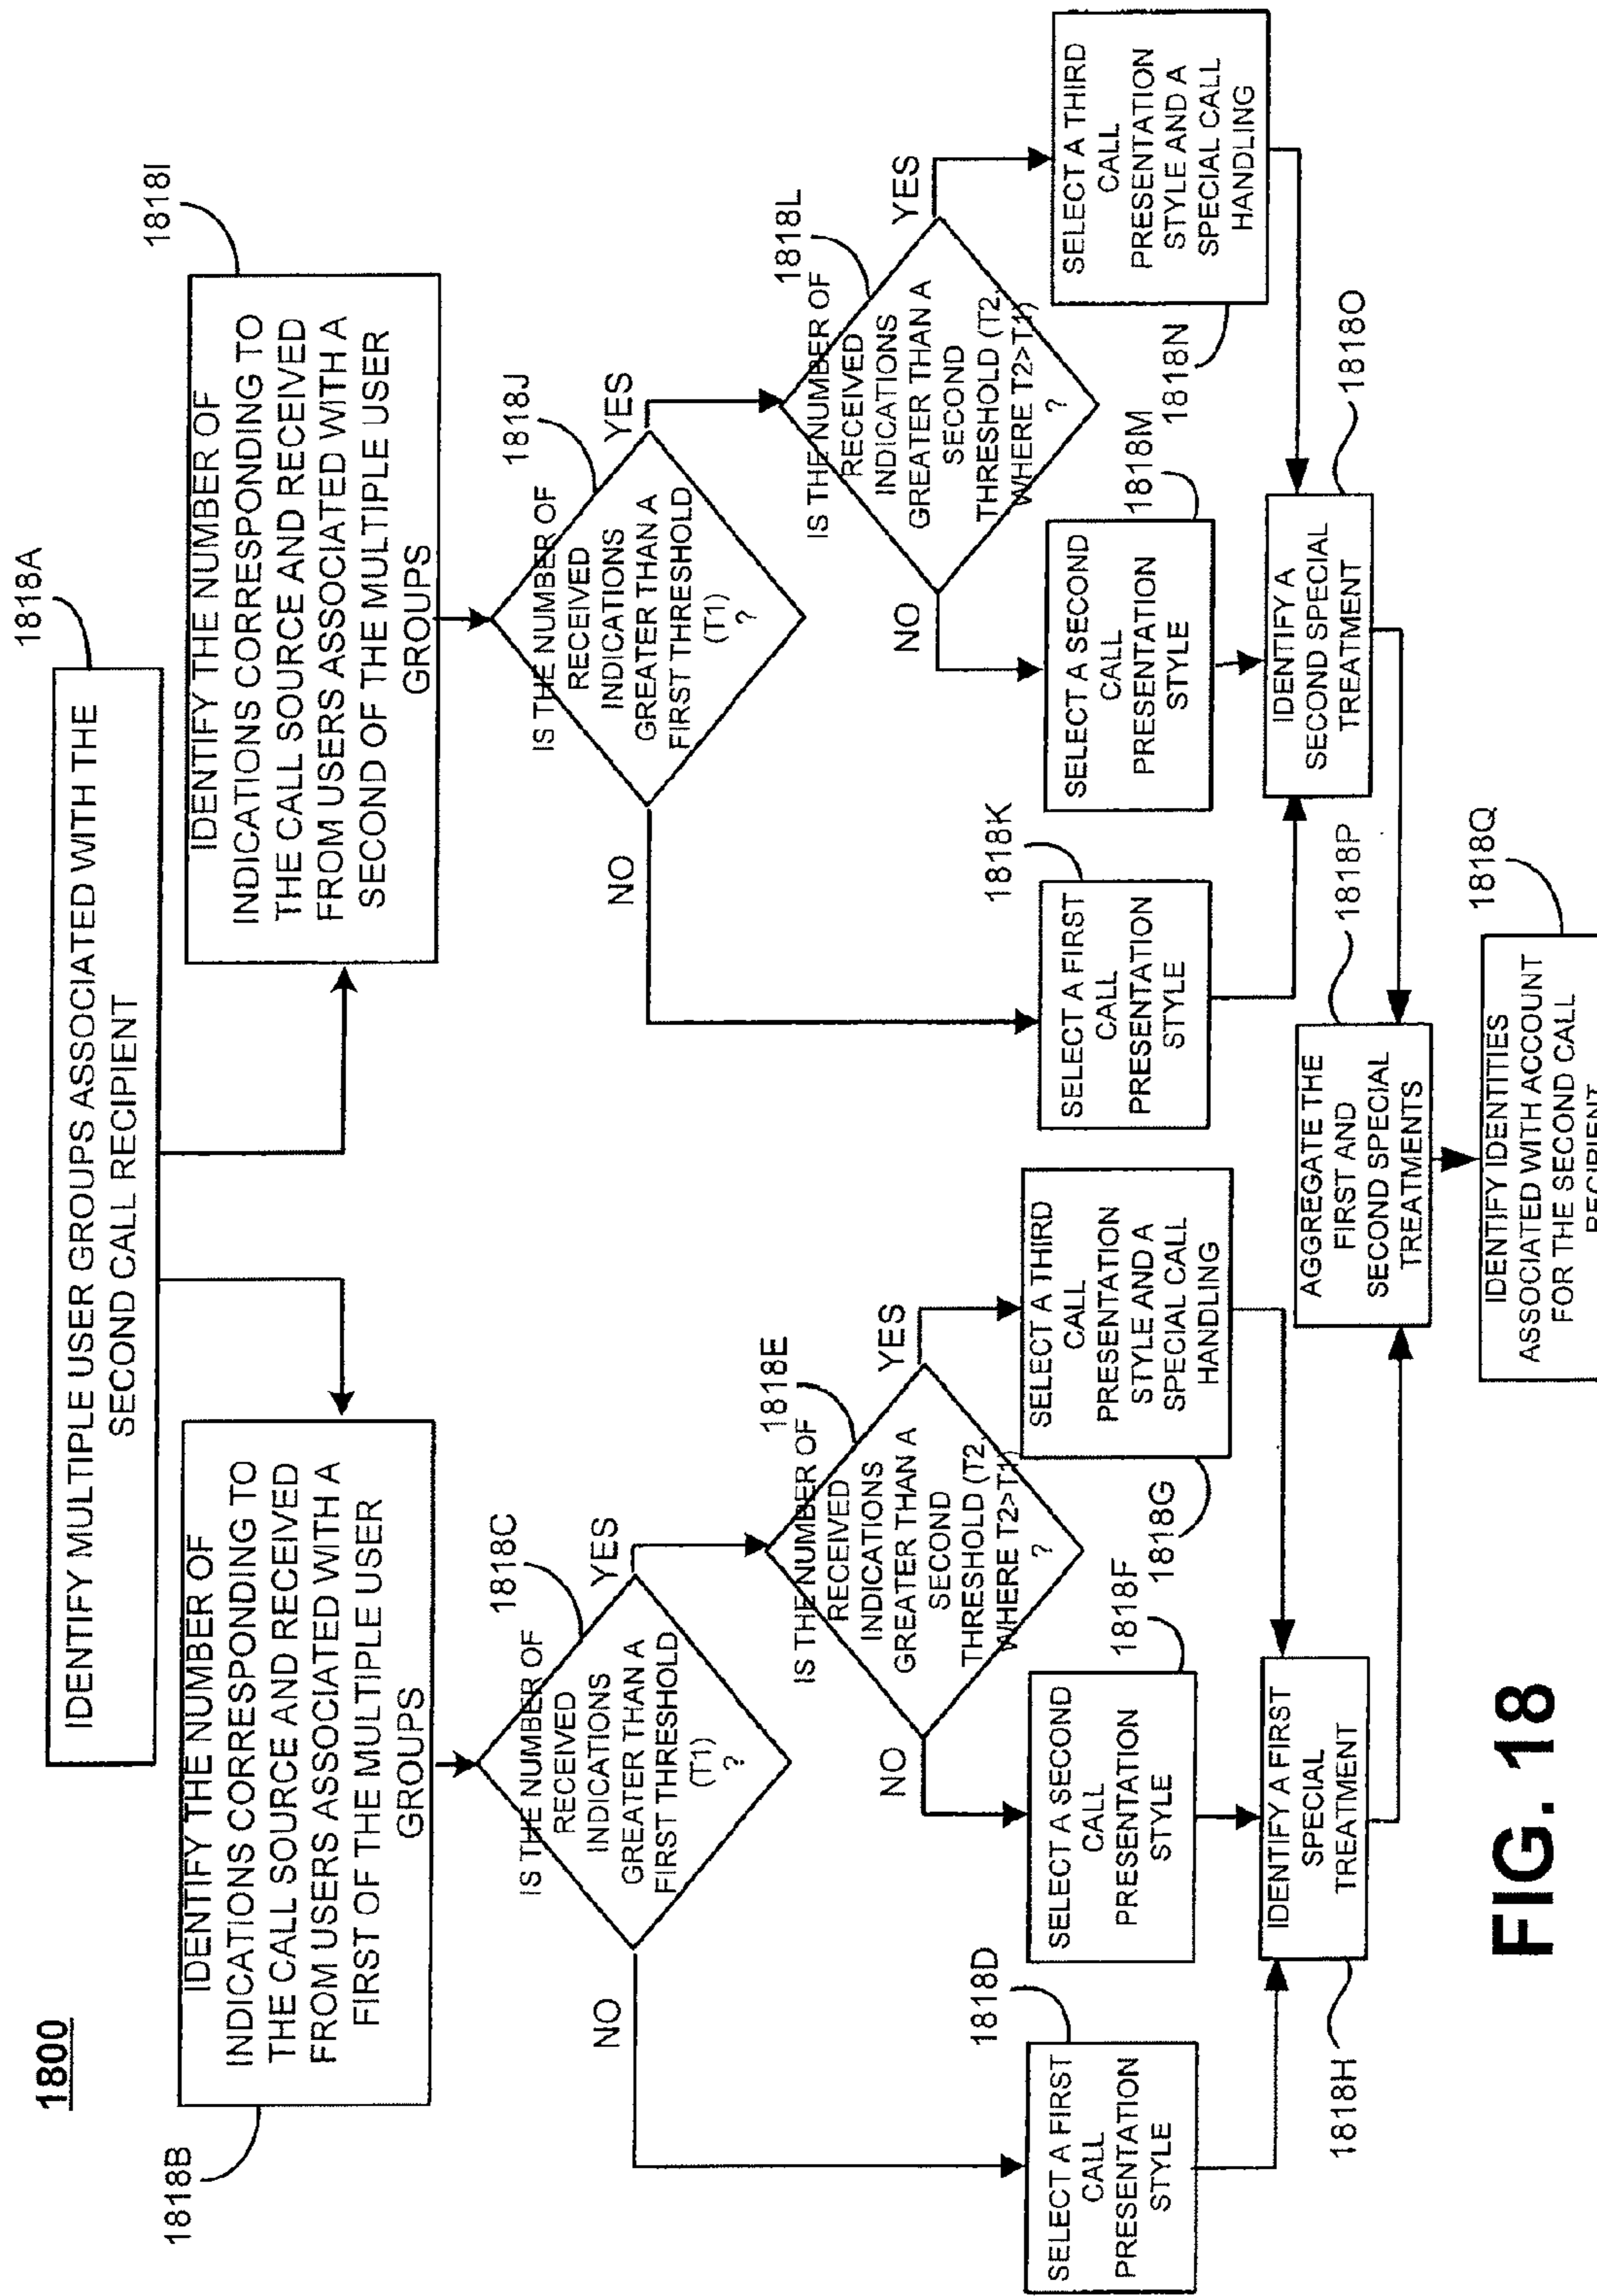 1800
1818A
IDENTIFY MULTIPLE USER GROUPS ASSOCIATED WITH THE
SECOND CALL RECIPIENT
1818B
IDENTIFY THE NUMBER OF
INDICATIONS CORRESPONDING TO
THE CALL SOURCE AND RECEIVED
FROM USERS ASSOCIATED WITH A
FIRST OF THE MULTIPLE USER
GROUPS
1818C
IS THE NUMBER OF
RECEIVED
INDICATIONS
GREATER THAN A
FIRST THRESHOLD
(T1)
?
NO
YES
1818D
SELECT A FIRST
CALL
PRESENTATION
STYLE
1818E
IS THE NUMBER OF
RECEIVED
INDICATIONS
GREATER THAN A
SECOND
THRESHOLD (T2,
WHERE T2>T1)
?
NO
YES
1818F
SELECT A SECOND
CALL
PRESENTATION
STYLE
1818G
SELECT A THIRD
CALL
PRESENTATION
STYLE AND A
SPECIAL CALL
HANDLING
1818H
IDENTIFY A FIRST
SPECIAL
TREATMENT
1818I
IDENTIFY THE NUMBER OF
INDICATIONS CORRESPONDING TO
THE CALL SOURCE AND RECEIVED
FROM USERS ASSOCIATED WITH A
SECOND OF THE MULTIPLE USER
GROUPS
1818J
IS THE NUMBER OF
RECEIVED
INDICATIONS
GREATER THAN A
FIRST THRESHOLD
(T1)
?
NO
YES
1818K
SELECT A FIRST
CALL
PRESENTATION
STYLE
1818L
IS THE NUMBER OF
RECEIVED
INDICATIONS
GREATER THAN A
SECOND
THRESHOLD (T2,
WHERE T2>T1)
?
NO
YES
1818M
SELECT A SECOND
CALL
PRESENTATION
STYLE
1818N
SELECT A THIRD
CALL
PRESENTATION
STYLE AND A
SPECIAL CALL
HANDLING
1818O
IDENTIFY A
SECOND SPECIAL
TREATMENT
1818P
AGGREGATE THE
FIRST AND
SECOND SPECIAL
TREATMENTS
1818Q
IDENTIFY IDENTITIES
ASSOCIATED WITH ACCOUNT
FOR THE SECOND CALL
RECIPIENT
FIG. 18